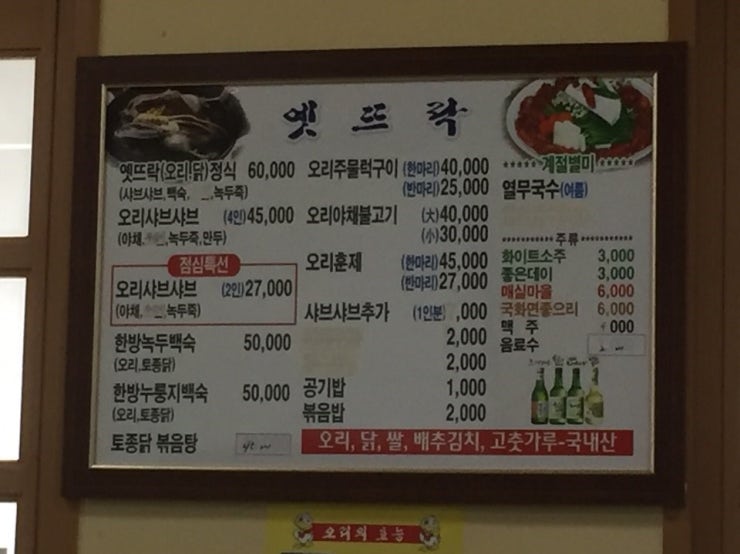 옛뜨락
옛뜨락(오리,닭)정식 60,000
(샤브샤브,백숙, ,녹두죽)
오리샤브샤브 (4인)45,000
(야채, 녹두죽,만두)
점심특선
오리샤브샤브 (2인)27,000
(야채, ,녹두죽)
한방녹두백숙 50,000
(오리,토종닭)
한방누룽지백숙 50,000
(오리,토종닭)
토종닭 볶음탕
오리주물럭구이 (한마리)40,000
(반마리)25,000
오리야채불고기 (大)40,000
(小)30,000
오리훈제 (한마리)45,000
(반마리)27,000
샤브샤브추가 (1인분) ,000
2,000
2,000
공기밥 1,000
볶음밥 2,000
*****계절별미*****
열무국수(여름)
주류
화이트소주 3,000
좋은데이 3,000
매실마을 6,000
국화면좋으리 6,000
맥 주 000
음료수
오리, 닭, 쌀, 배추김치, 고춧가루-국내산
오리의 효능